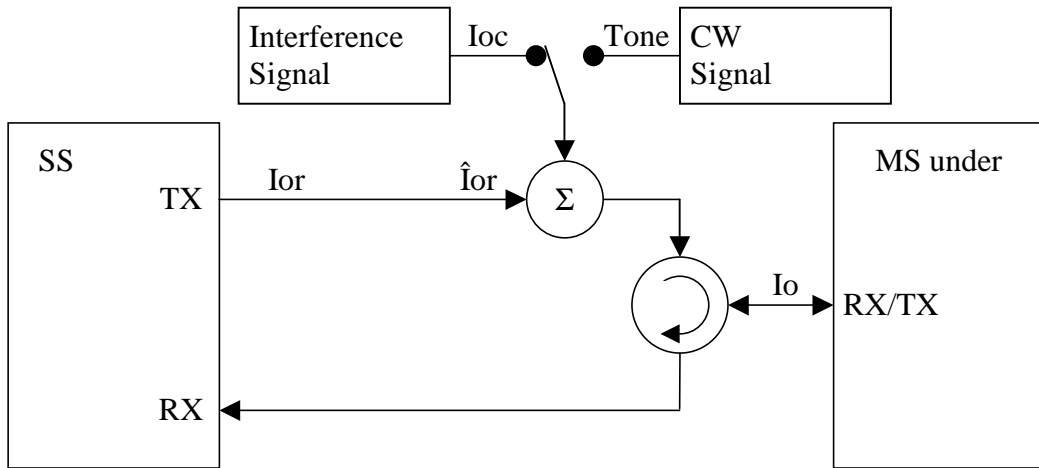 Interference
Signal
Ioc
Tone
CW
Signal
SS
MS under
TX
Ior
Îor
Σ
Io
RX/TX
RX